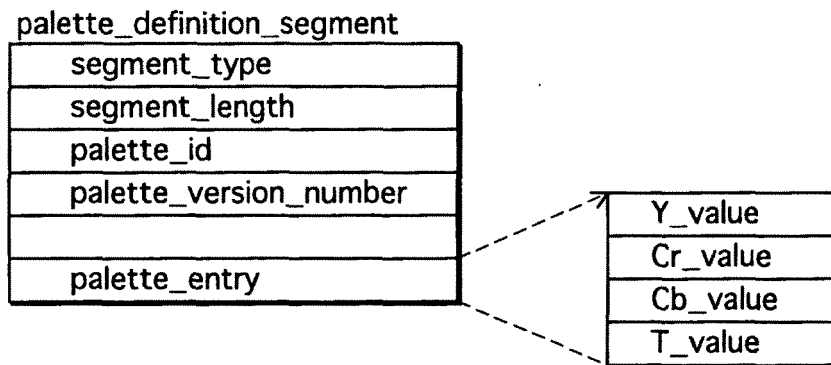 palette_definition_segment
segment_type
segment_length
palette_id
palette_version_number
palette_entry
Y_value
Cr_value
Cb_value
T_value